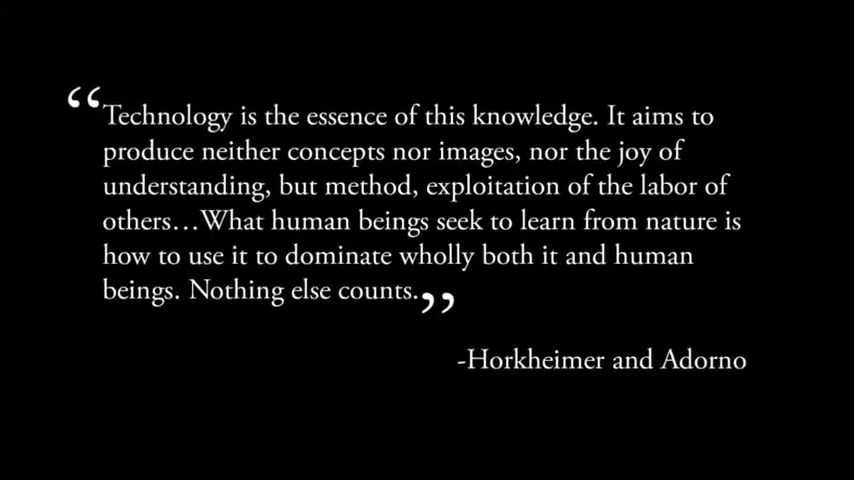 “Technology is the essence of this knowledge. It aims to
produce neither concepts nor images, nor the joy of
understanding, but method, exploitation of the labor of
others…What human beings seek to learn from nature is
how to use it to dominate wholly both it and human
beings. Nothing else counts.”
-Horkheimer and Adorno